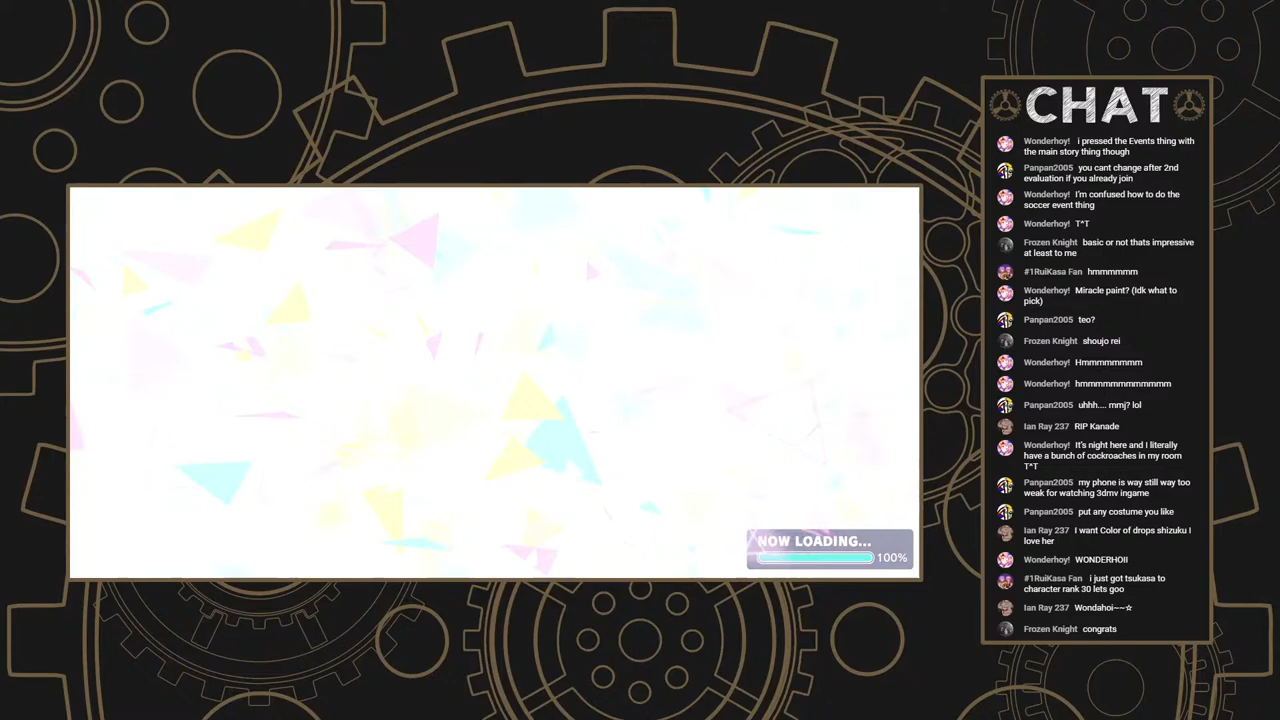 CHAT
Wonderhoy! i pressed the Events thing with
the main story thing though
Panpan2005 you cant change after 2nd
evaluation if you already join
Wonderhoy! I'm confused how to do the
soccer event thing
Wonderhoy! T*T
Frozen Knight basic or not thats impressive
at least to me
#1RuiKasa Fan hmmmmmm
Wonderhoy! Miracle paint? (Idk what to
pick)
Panpan2005 teo?
Frozen Knight shoujo rei
Wonderhoy! Hmmmmmmmm
Wonderhoy! hmmmmmmmmmmmm
Panpan2005 uhhh.... mmj? lol
Ian Ray 237 RIP Kanade
Wonderhoy! It's night here and I literally
have a bunch of cockroaches in my room
T*T
Panpan2005 my phone is way still way too
weak for watching 3dmv ingame
Panpan2005 put any costume you like
Ian Ray 237 I want Color of drops shizuku I
love her
Wonderhoy! WONDERHOII
#1RuiKasa Fan i just got tsukasa to
character rank 30 lets goo
Ian Ray 237 Wondahoi~~☆
Frozen Knight congrats
NOW LOADING...
100%